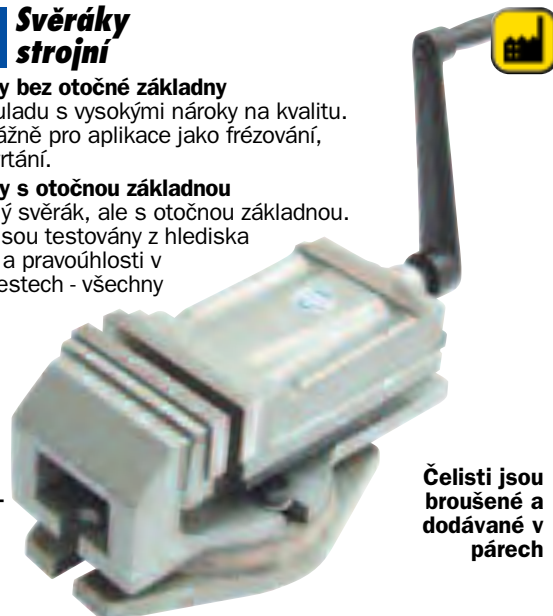 Svěráky
strojní
y bez otočné základny
uladu s vysokými nároky na kvalitu.
ážně pro aplikace jako frézování,
rtání.
y s otočnou základnou
ý svěrák, ale s otočnou základnou.
sou testovány z hlediska
a pravoúhlosti v
estech - všechny
Čelisti jsou
broušené a
dodávané v
párech